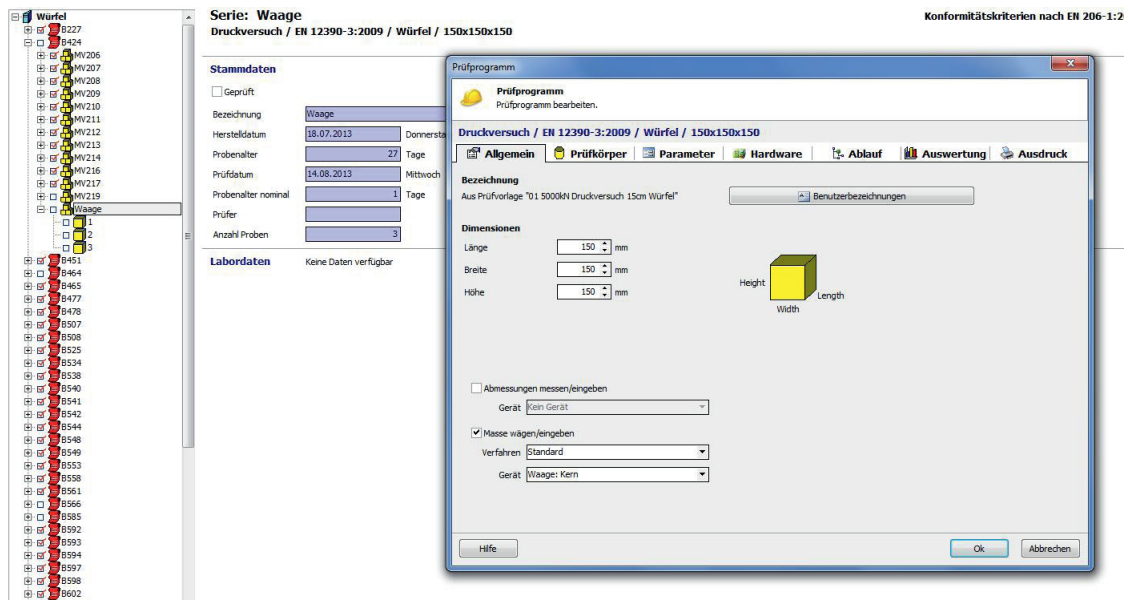 Würfel
B227
B424
MV206
MV207
MV208
MV209
MV210
MV211
MV212
MV213
MV214
MV216
MV217
MV219
Waage
1
2
3
B451
B464
B465
B477
B478
B507
B508
B525
B534
B538
B540
B541
B542
B544
B548
B549
B553
B558
B561
B566
B585
B592
B593
B594
B597
B598
B602
Serie: Waage
Konformitätskriterien nach EN 206-1:2
Druckversuch / EN 12390-3:2009 / Würfel / 150x150x150
Stammdaten
Geprüft
Bezeichnung Waage
Herstelldatum 18.07.2013 Donnersta
Probenalter 27 Tage
Prüfdatum 14.08.2013 Mittwoch
Probenalter nominal 1 Tage
Prüfer
Anzahl Proben 3
Labordaten Keine Daten verfügbar
Prüfprogramm
x
Prüfprogramm
Prüfprogramm bearbeiten.
Druckversuch / EN 12390-3:2009 / Würfel / 150x150x150
Allgemein Prüfkörper Parameter Hardware Ablauf Auswertung Ausdruck
Bezeichnung
Aus Prüfvorlage "01 5000kN Druckversuch 15cm Würfel" Benutzerbezeichnungen
Dimensionen
Länge 150 mm
Breite 150 mm
Höhe 150 mm
Height
Length
Width
Abmessungen messen/eingeben
Gerät Kein Gerät
Masse wägen/eingeben
Verfahren Standard
Gerät Waage: Kern
Hilfe Ok Abbrechen